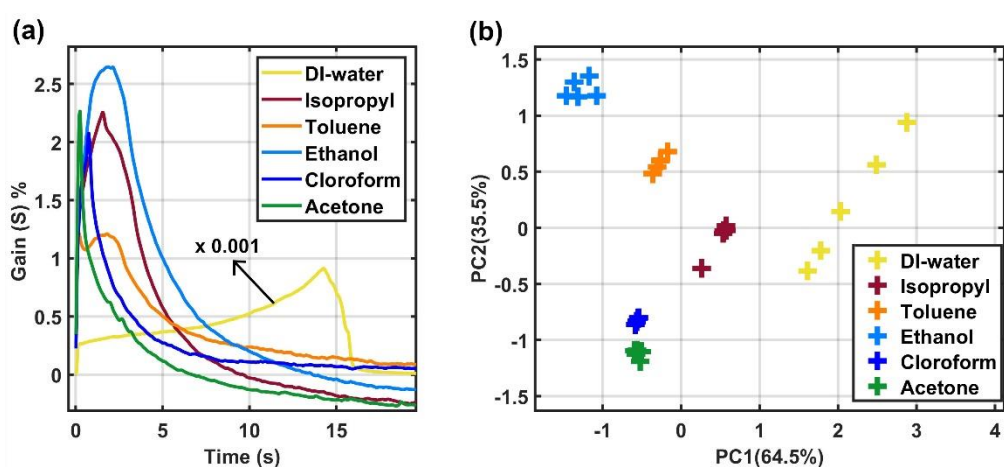 (a)
Gain (S) %
2.5
2
1.5
1
0.5
0
DI-water
Isopropyl
Toluene
Ethanol
Cloroform
Acetone
x 0.001
0
5
10
15
Time (s)
(b)
PC2(35.5%)
1.5
1
0.5
0
-0.5
-1
-1.5
DI-water
Isopropyl
Toluene
Ethanol
Cloroform
Acetone
-1
0
1
2
3
4
PC1(64.5%)